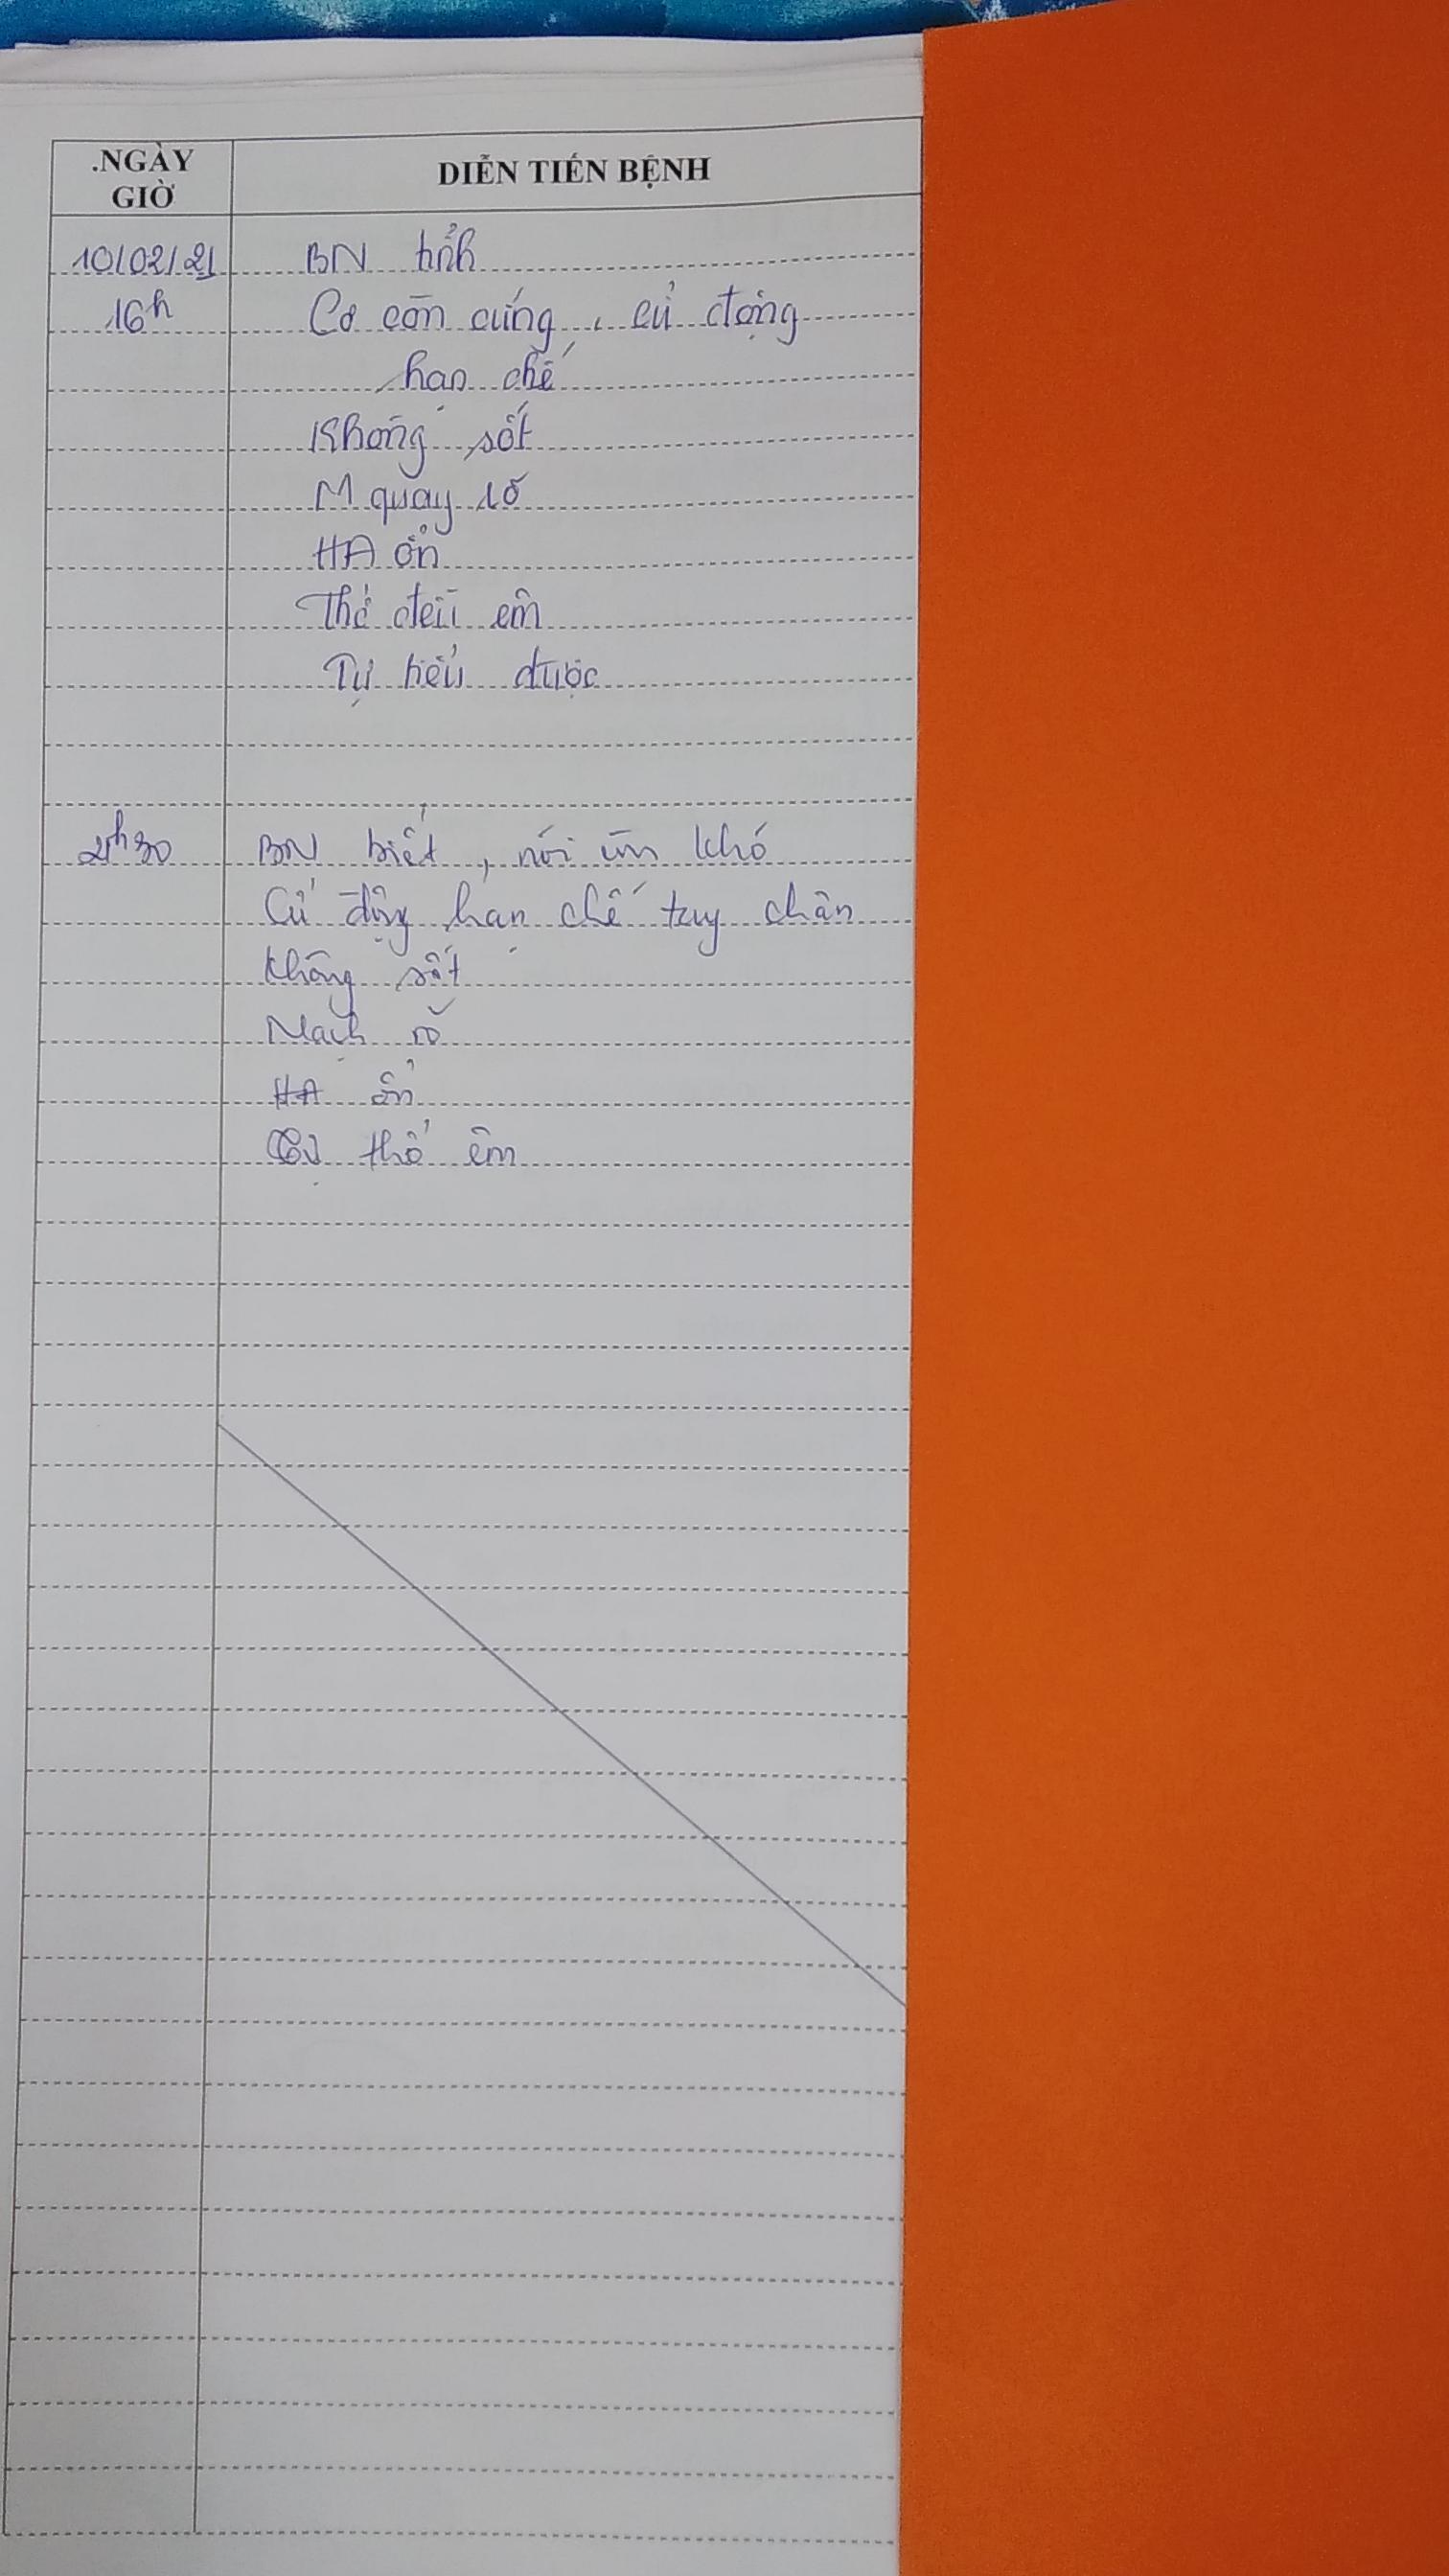 .NGÀY GIỜ
DIỄN TIẾN BỆNH
10/02/21 BN tỉnh
16h Cơ còn cứng, cử động
hạn chế
Không sốt
M quay rõ
HA ổn
Thở đều êm
Tự tiểu được
21h30 BN biết, nói ... khó
Cử động hạn chế tay chân
Không sốt
Mạch rõ
HA ổn
Tự thở êm